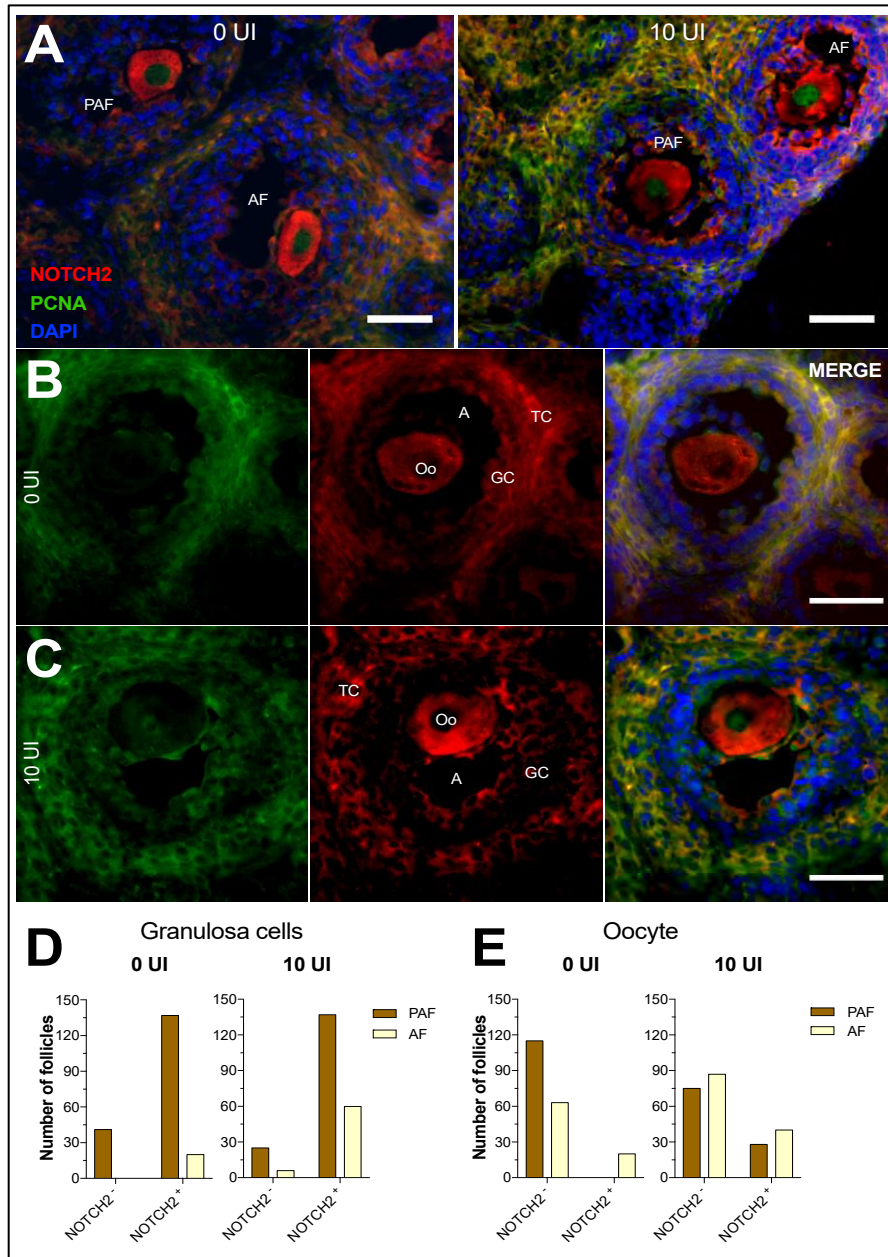 A
0 UI
10 UI
AF
PAF
PAF
AF
NOTCH2
PCNA
DAPI
B
0 UI
A
TC
Oo
GC
MERGE
C
10 UI
TC
Oo
A
GC
D
Granulosa cells
0 UI
10 UI
Number of follicles
150
120
90
60
30
0
NOTCH2-
NOTCH2+
150
120
90
60
30
0
NOTCH2-
NOTCH2+
PAF
AF
E
Oocyte
0 UI
10 UI
Number of follicles
150
120
90
60
30
0
NOTCH2-
NOTCH2+
150
120
90
60
30
0
NOTCH2-
NOTCH2+
PAF
AF